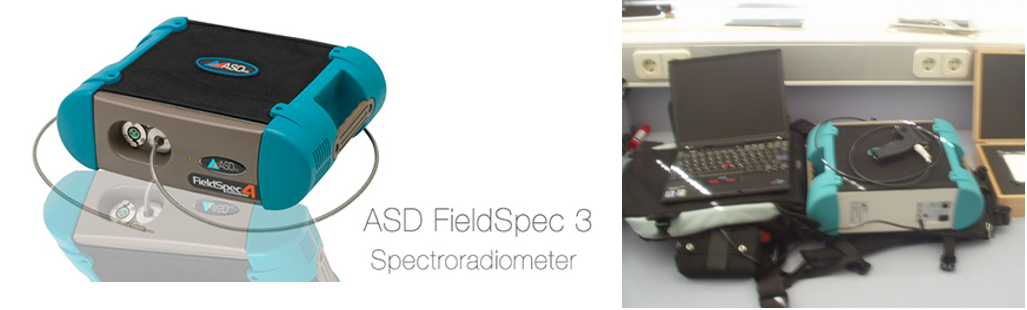 ASD
ASD
FieldSpec 4
ASD FieldSpec 3
Spectroradiometer